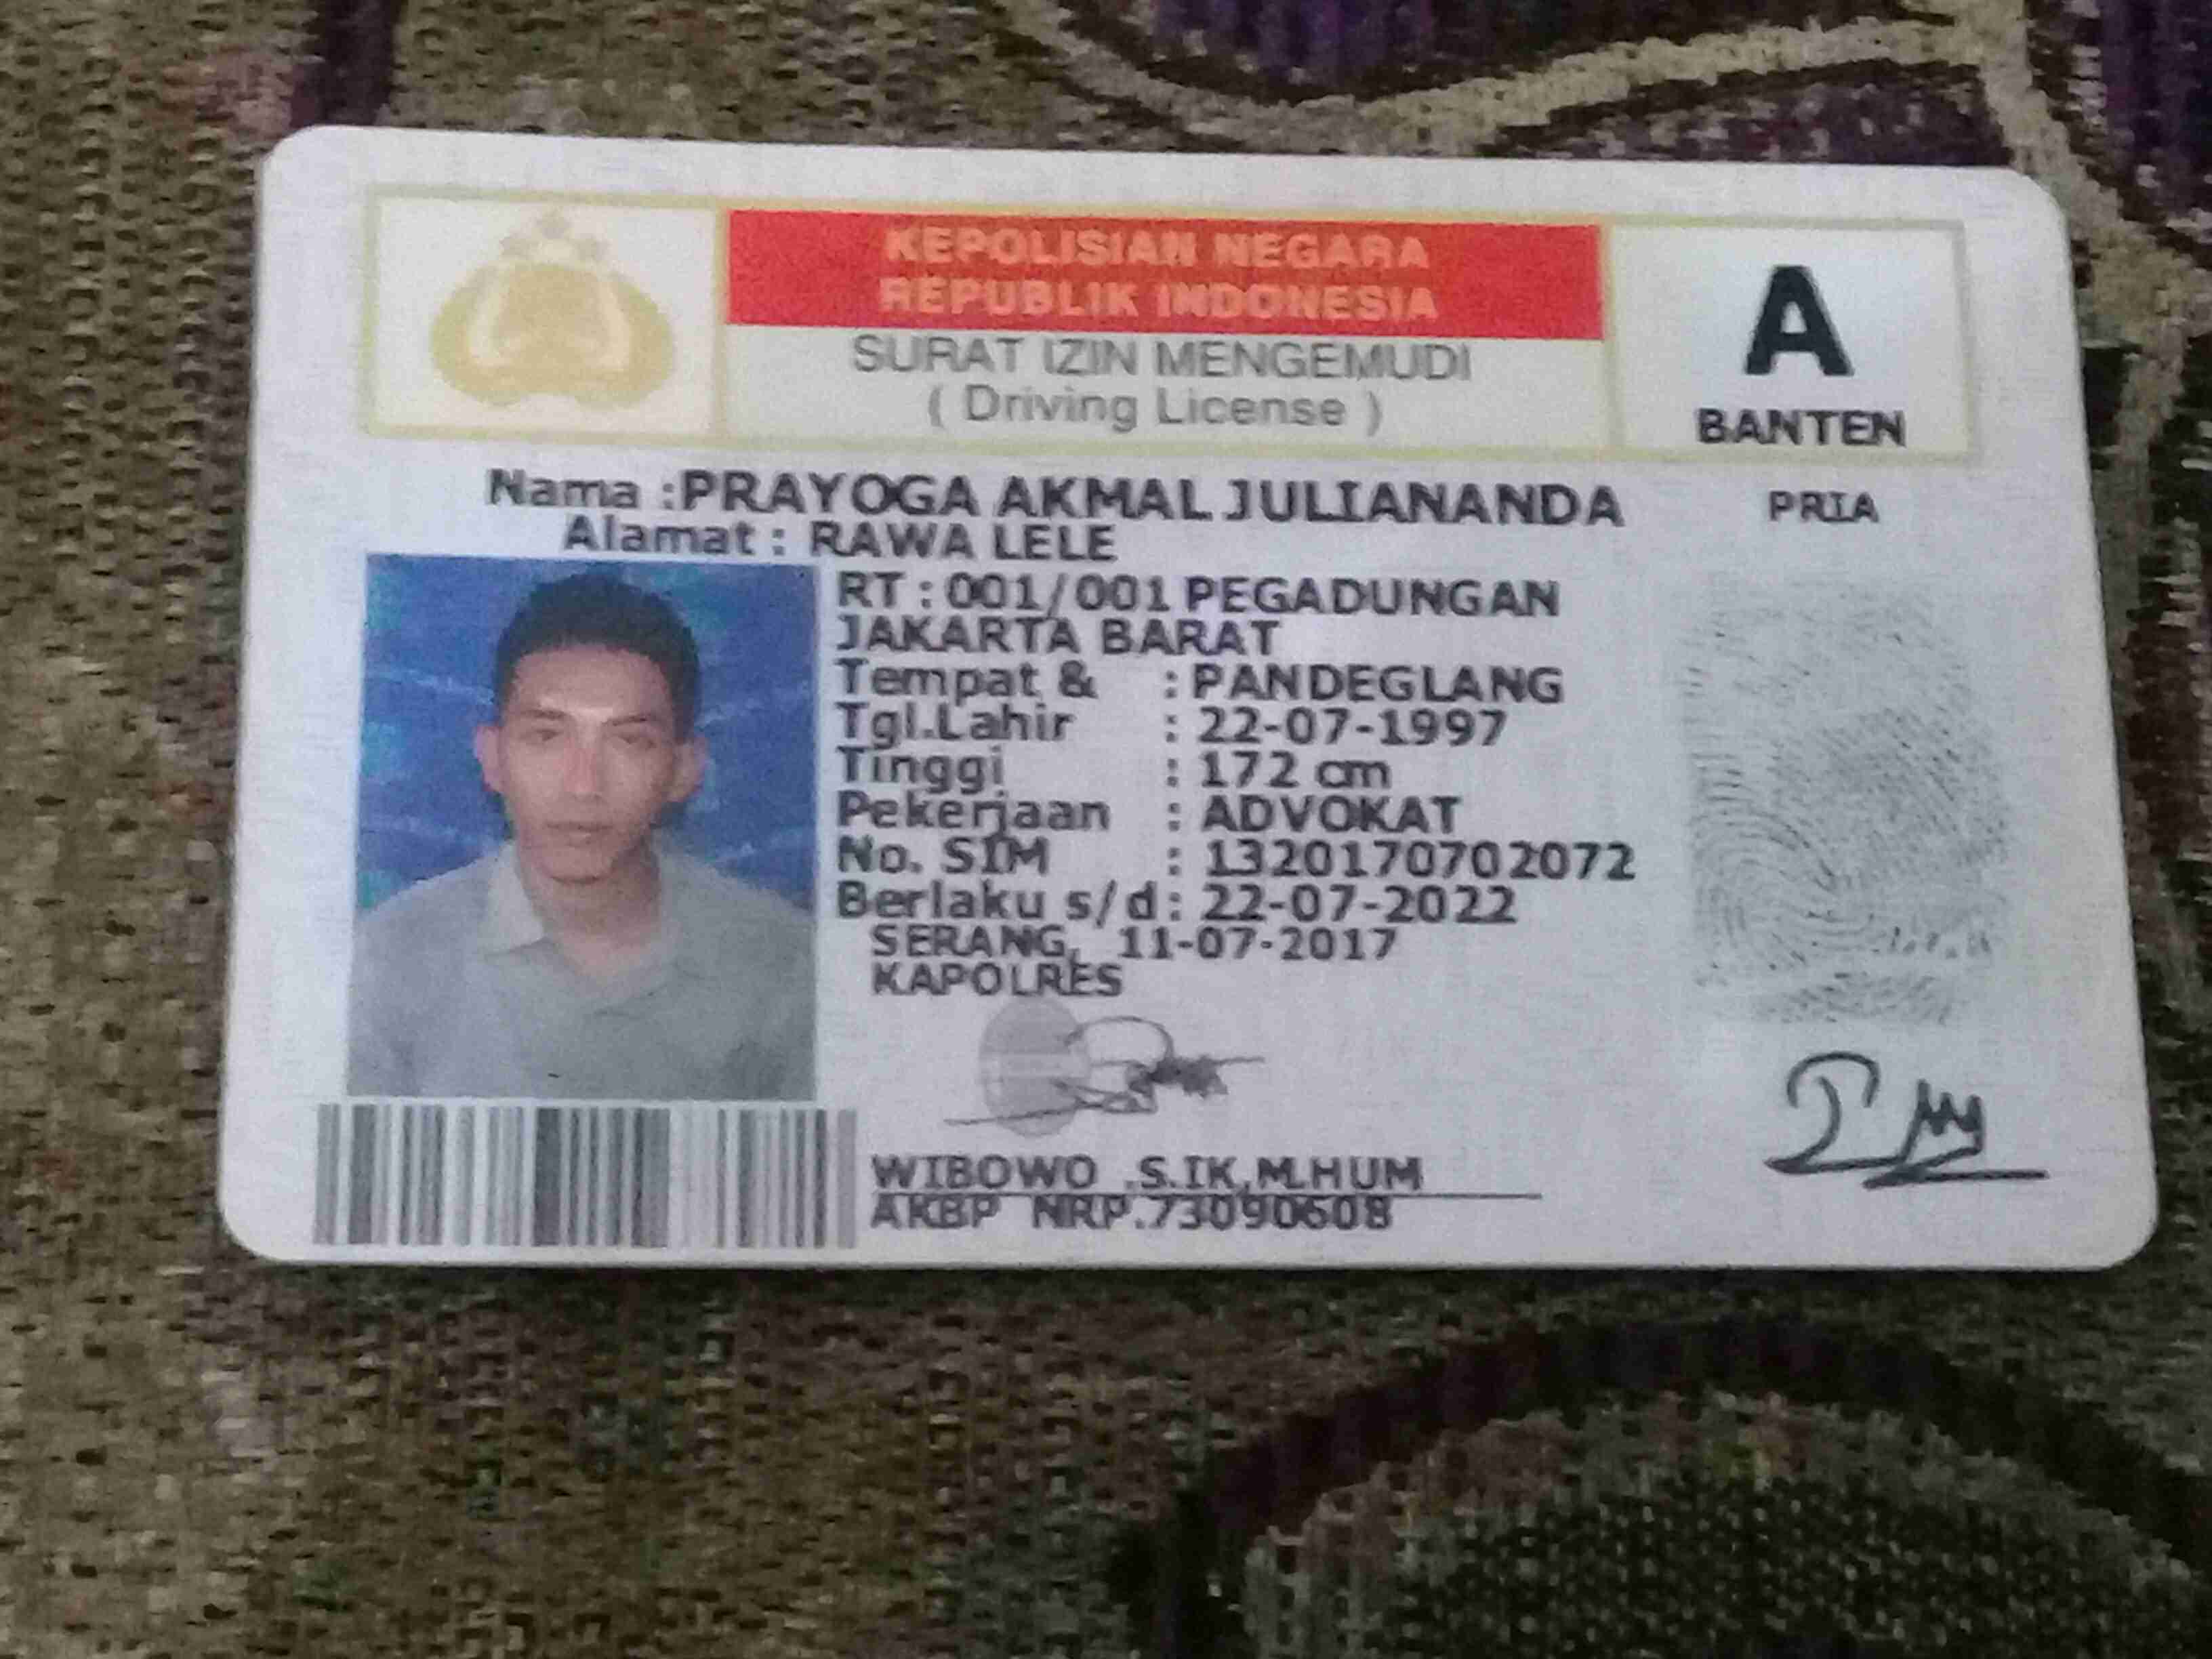 KEPOLISIAN NEGARA
REPUBLIK INDONESIA
SURAT IZIN MENGEMUDI
( Driving License )
A
BANTEN
Nama :PRAYOGA AKMAL JULIANANDA
PRIA
Alamat : RAWA LELE
RT : 001/001 PEGADUNGAN
JAKARTA BARAT
Tempat & : PANDEGLANG
Tgl.Lahir : 22-07-1997
Tinggi : 172 cm
Pekerjaan : ADVOKAT
No. SIM : 1320170702072
Berlaku s/d : 22-07-2022
SERANG, 11-07-2017
KAPOLRES
WIBOWO .S.IK,M.HUM
AKBP NRP.73090608